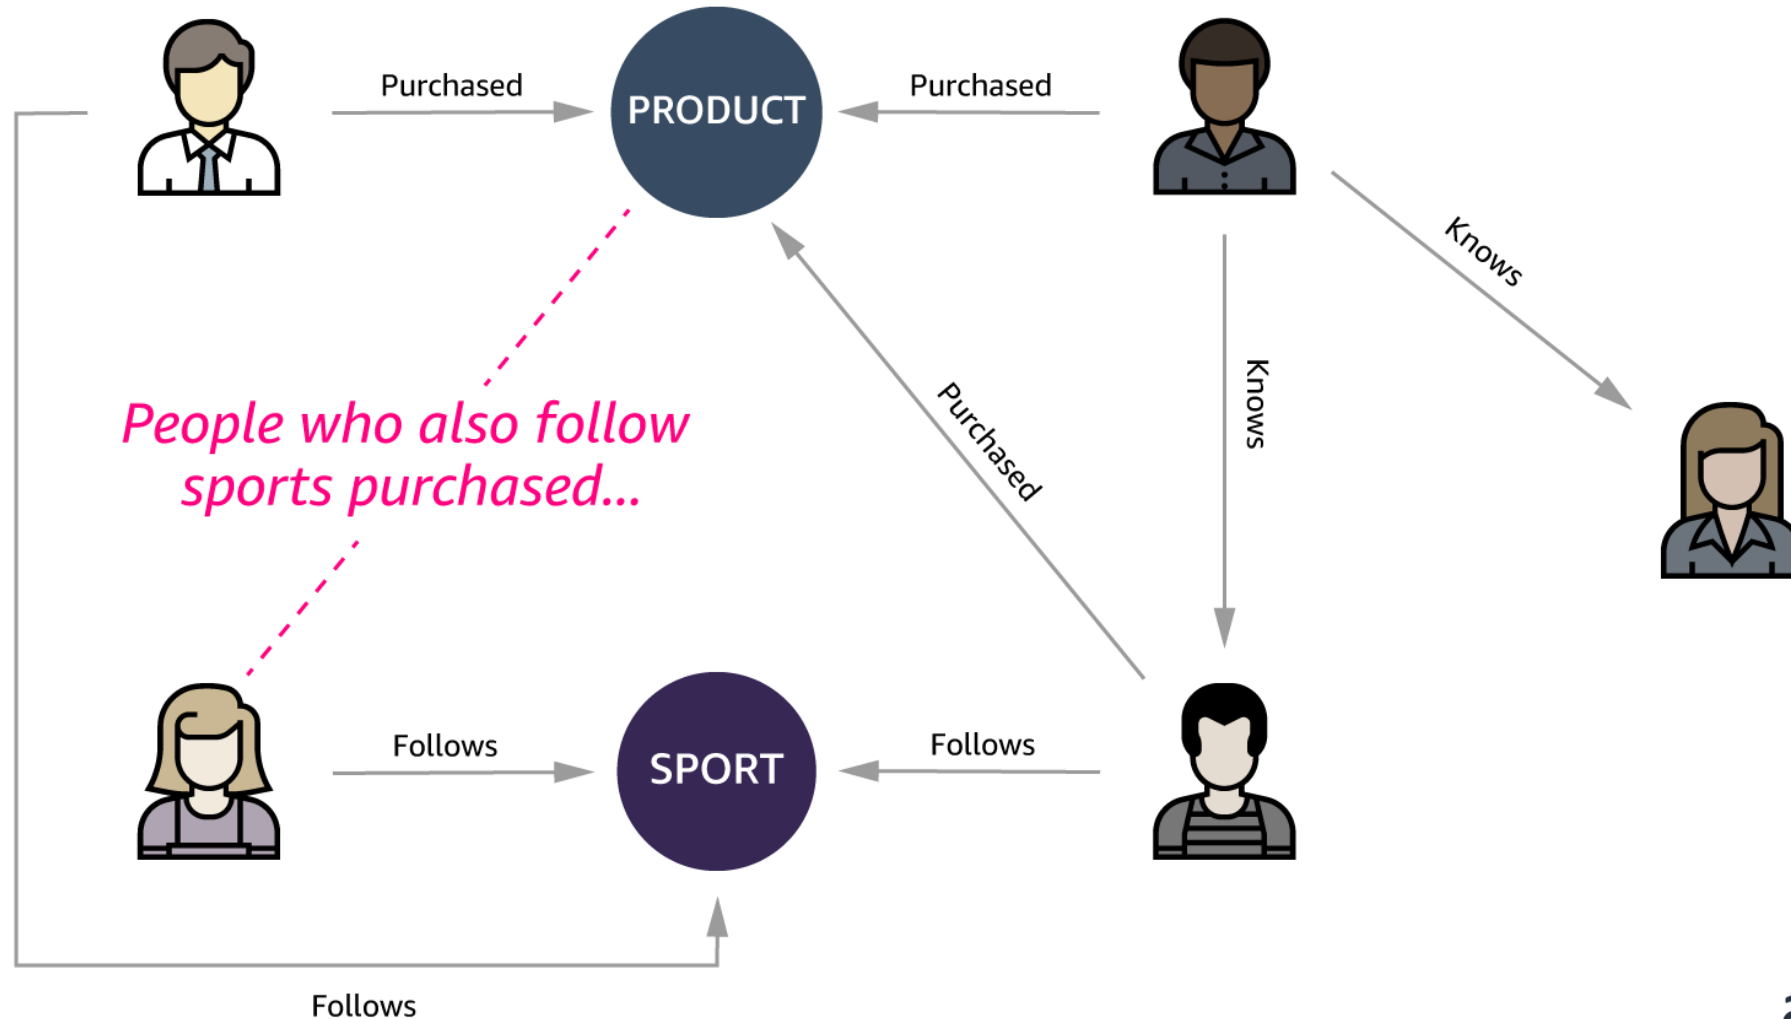 Purchased
PRODUCT
Purchased
Knows
Knows
Purchased
People who also follow
sports purchased...
Follows
SPORT
Follows
Follows